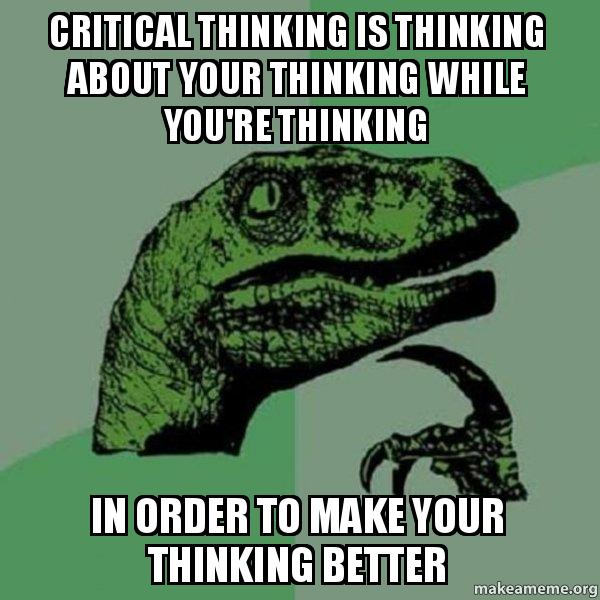 CRITICAL THINKING IS THINKING
ABOUT YOUR THINKING WHILE
YOU'RE THINKING
IN ORDER TO MAKE YOUR
THINKING BETTER
makeameme.org